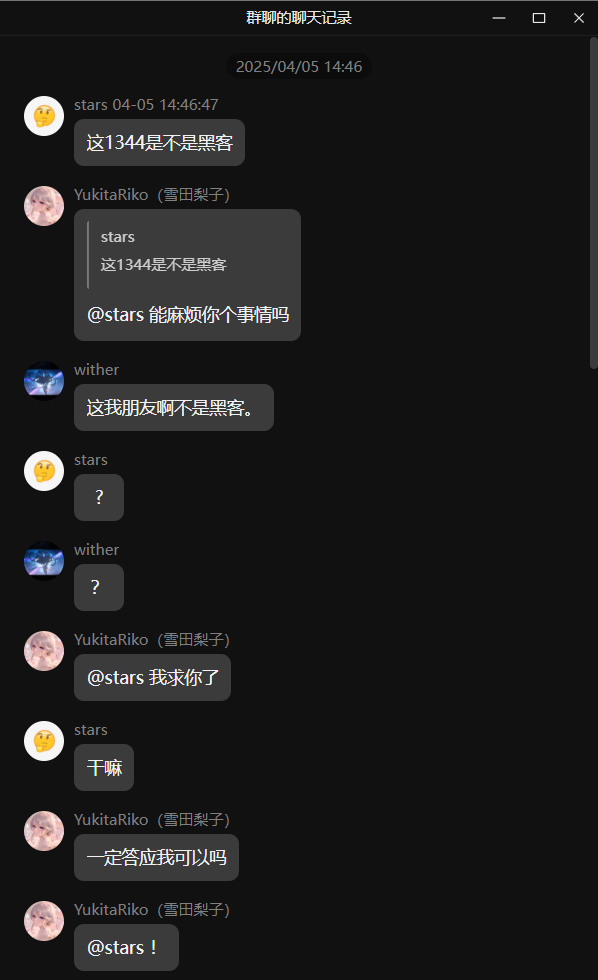 群聊的聊天记录
2025/04/05 14:46
stars 04-05 14:46:47
这1344是不是黑客
YukitaRiko（雪田梨子）
stars
这1344是不是黑客
@stars 能麻烦你个事情吗
wither
这我朋友啊不是黑客。
stars
？
wither
？
YukitaRiko（雪田梨子）
@stars 我求你了
stars
干嘛
YukitaRiko（雪田梨子）
一定答应我可以吗
YukitaRiko（雪田梨子）
@stars！